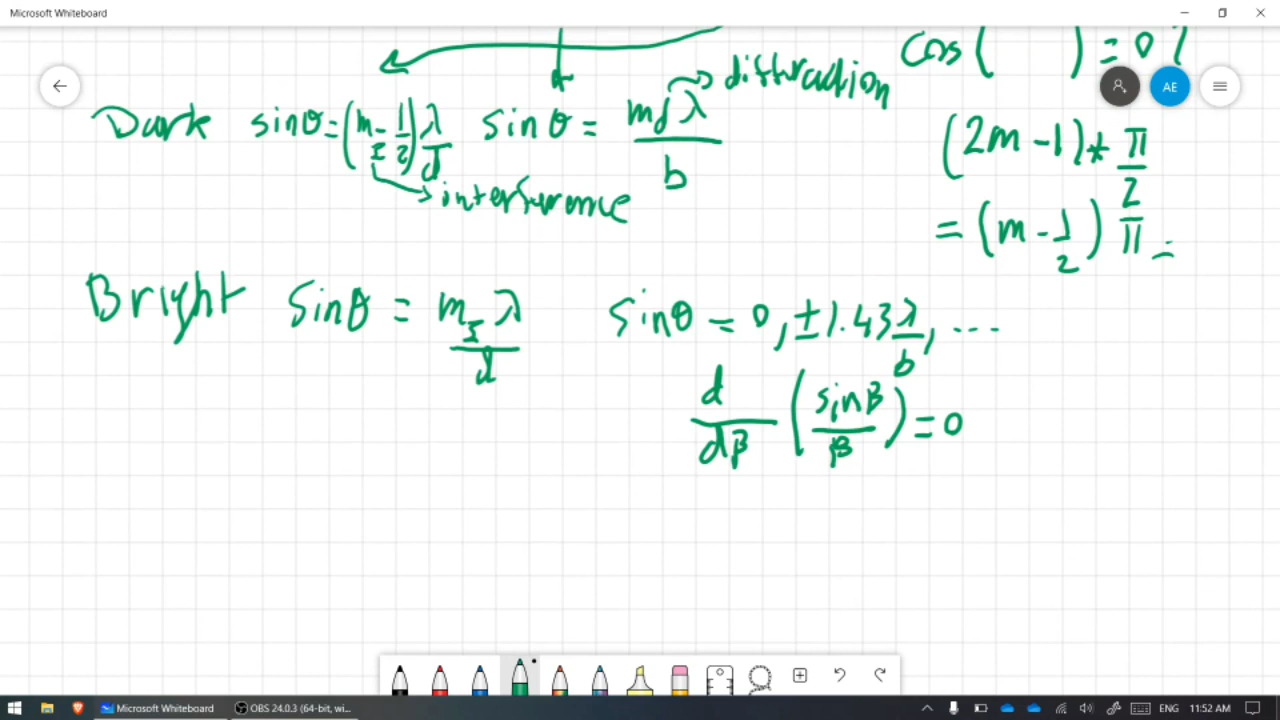 Microsoft Whiteboard
cos( ) = 0
AE
diffraction
Dark sinθ = (m_I - 1/2) λ/d sinθ = m_d λ / b
interference
(2m - 1) * π/2
= (m - 1/2) π =
Bright sinθ = m_I λ / d sinθ = 0, ±1.43 λ/b, ...
d/dβ (sinβ/β) = 0
Microsoft Whiteboard OBS 24.0.3 (64-bit, wi... ENG 11:52 AM